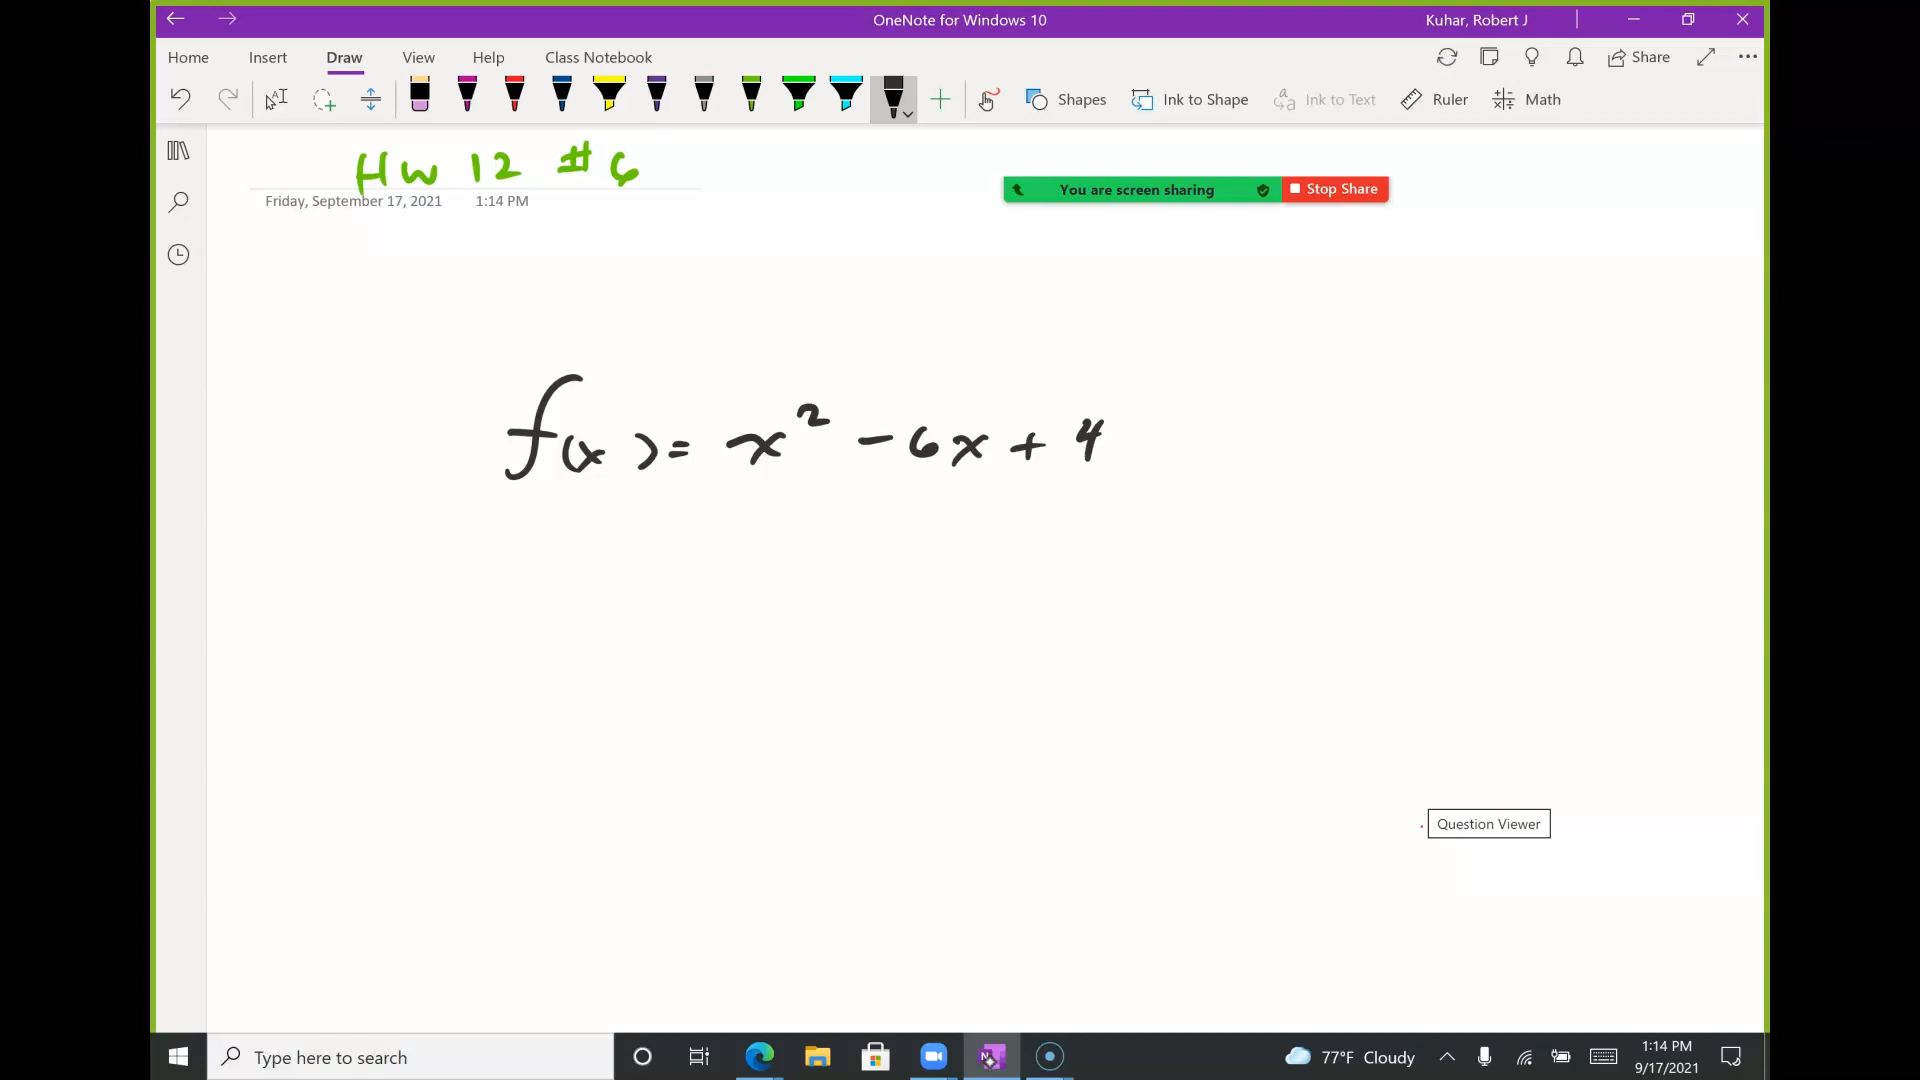 OneNote for Windows 10
Kuhar, Robert J
Home Insert Draw View Help Class Notebook Share
Shapes Ink to Shape Ink to Text Ruler Math
HW 12 #6
Friday, September 17, 2021 1:14 PM
You are screen sharing Stop Share
f(x) = x² - 6x + 4
Question Viewer
Type here to search
77°F Cloudy
1:14 PM
9/17/2021